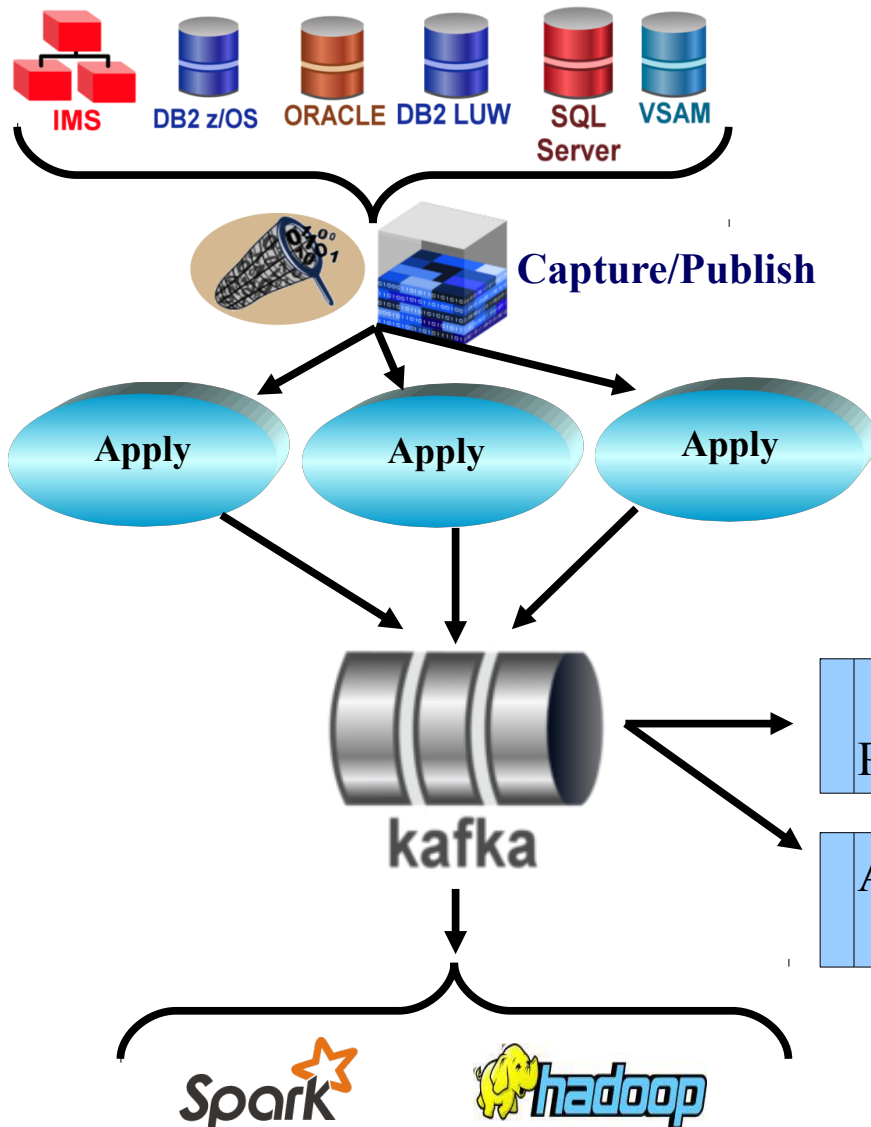 IMS
DB2 z/OS
ORACLE
DB2 LUW
SQL
Server
VSAM
Capture/Publish
Apply
Apply
Apply
kafka
Spark
hadoop